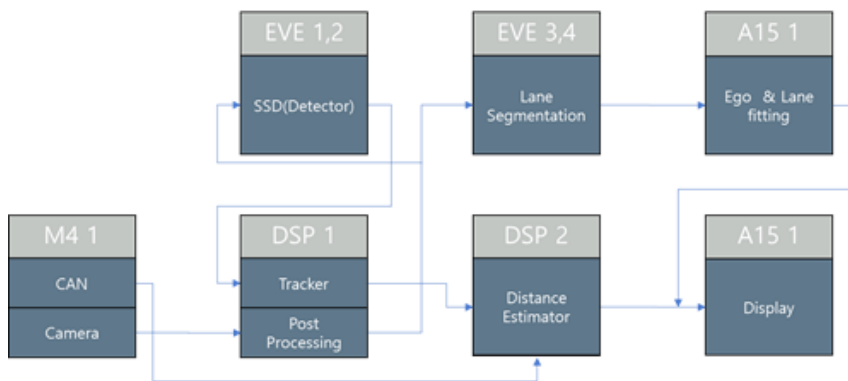 EVE 1,2
SSD(Detector)
EVE 3,4
Lane
Segmentation
A15 1
Ego & Lane
fitting
M4 1
CAN
Camera
DSP 1
Tracker
Post
Processing
DSP 2
Distance
Estimator
A15 1
Display